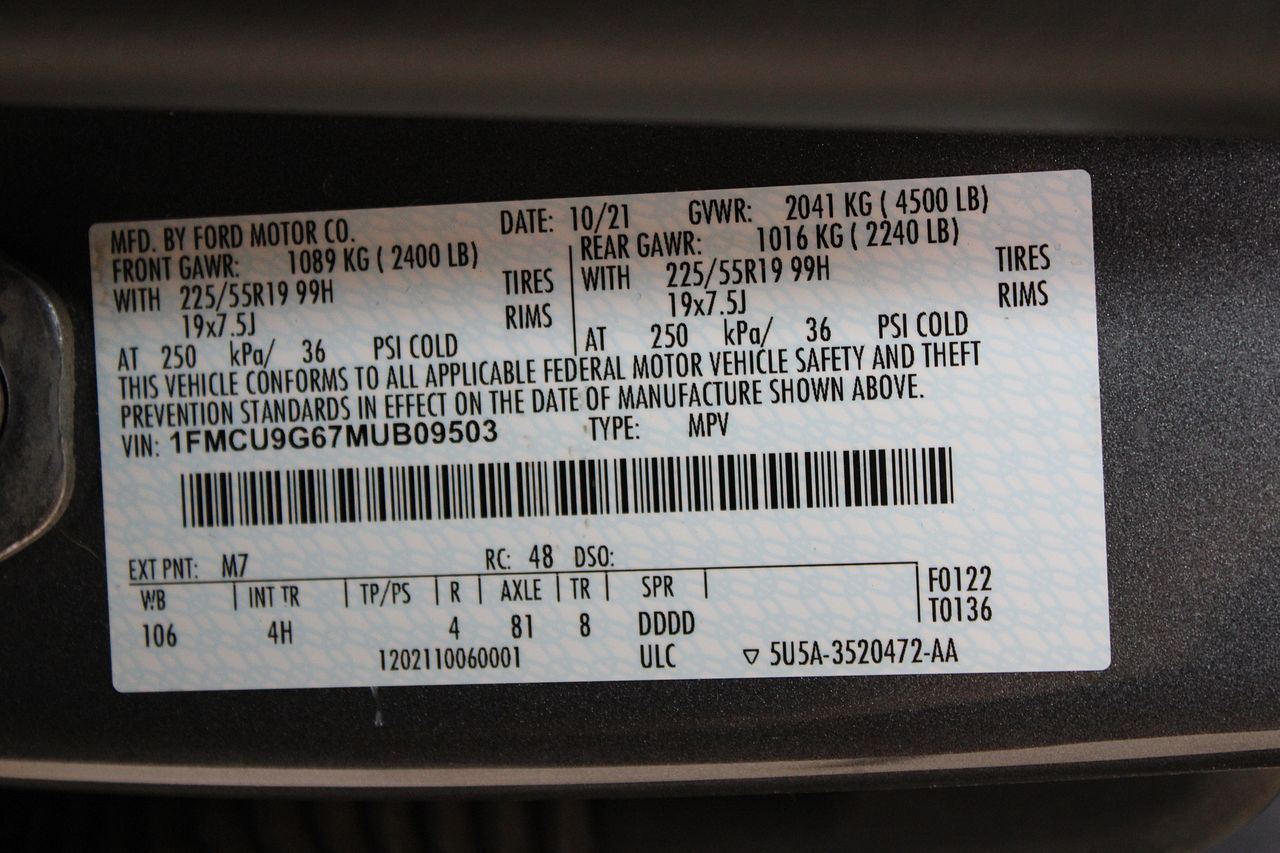 MFD. BY FORD MOTOR CO. DATE: 10/21 GVWR: 2041 KG ( 4500 LB)
FRONT GAWR: 1089 KG ( 2400 LB) REAR GAWR: 1016 KG ( 2240 LB)
WITH 225/55R19 99H TIRES WITH 225/55R19 99H TIRES
19x7.5J RIMS 19x7.5J RIMS
AT 250 kPa/ 36 PSI COLD AT 250 kPa/ 36 PSI COLD
THIS VEHICLE CONFORMS TO ALL APPLICABLE FEDERAL MOTOR VEHICLE SAFETY AND THEFT
PREVENTION STANDARDS IN EFFECT ON THE DATE OF MANUFACTURE SHOWN ABOVE.
VIN: 1FMCU9G67MUB09503 TYPE: MPV
EXT PNT: M7 RC: 48 DSO:
WB INT TR TP/PS R AXLE TR SPR F0122
106 4H 4 81 8 DDDD T0136
1202110060001 ULC ▽ 5U5A-3520472-AA